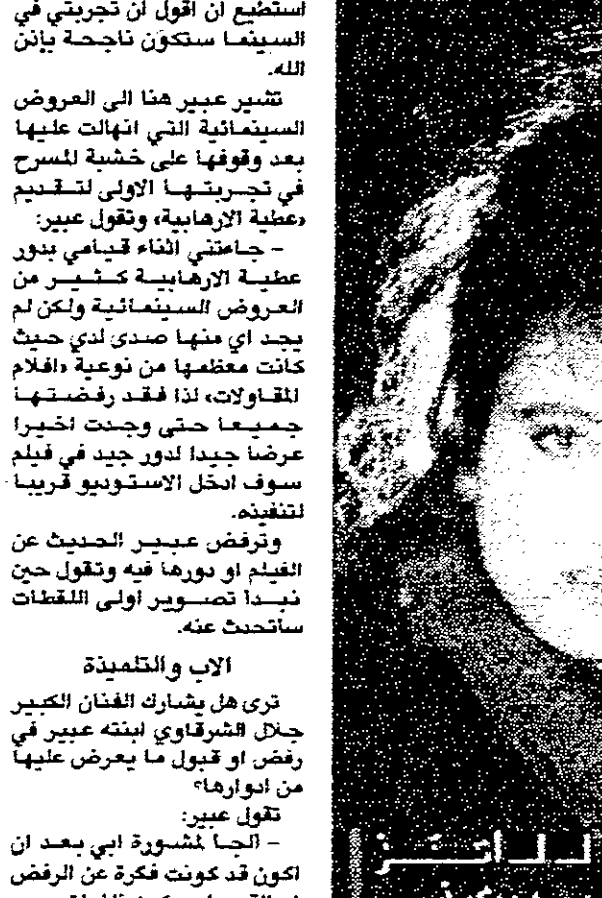 استطيع ان اقول ان تجربتي في
السينما ستكون ناجحة بإذن
الله.
تشير عبير هنا الى العروض
السينمائية التي انهالت عليها
بعد وقوفها على خشبة المسرح
في تجربتها الاولى لتقديم
«عطية الارهابية» وتقول عبير:
- جاءتني اثناء قيامي بدور
عطية الارهابية كثير من
العروض السينمائية ولكن لم
يجد اي منها صدى لدي حيث
كانت معظمها من نوعية «افلام
المقاولات» لذا فقد رفضتها
جميعا حتى وجدت اخيرا
عرضا جيدا لدور جيد في فيلم
سوف ادخل الاستوديو قريبا
لتنفيذه.
وترفض عبير الحديث عن
الفيلم او دورها فيه وتقول حين
نبدا تصوير اولى اللقطات
ساتحدث عنه.
الاب والتلميذة
ترى هل يشارك الفنان الكبير
جلال الشرقاوي ابنته عبير في
رفض او قبول ما يعرض عليها
من ادوارها؟
تقول عبير:
- الجا لمشورة ابي بعد ان
اكون قد كونت فكرة عن الرفض